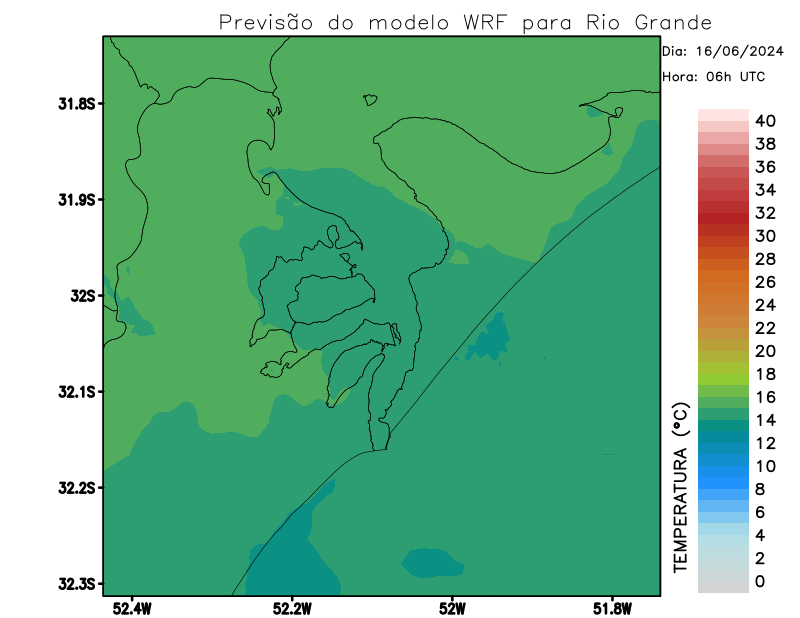 Previsão do modelo WRF para Rio Grande
Dia: 16/06/2024
Hora: 06h UTC
31.8S
31.9S
32S
32.1S
32.2S
32.3S
52.4W
52.2W
52W
51.8W
TEMPERATURA (°C)
40
38
36
34
32
30
28
26
24
22
20
18
16
14
12
10
8
6
4
2
0